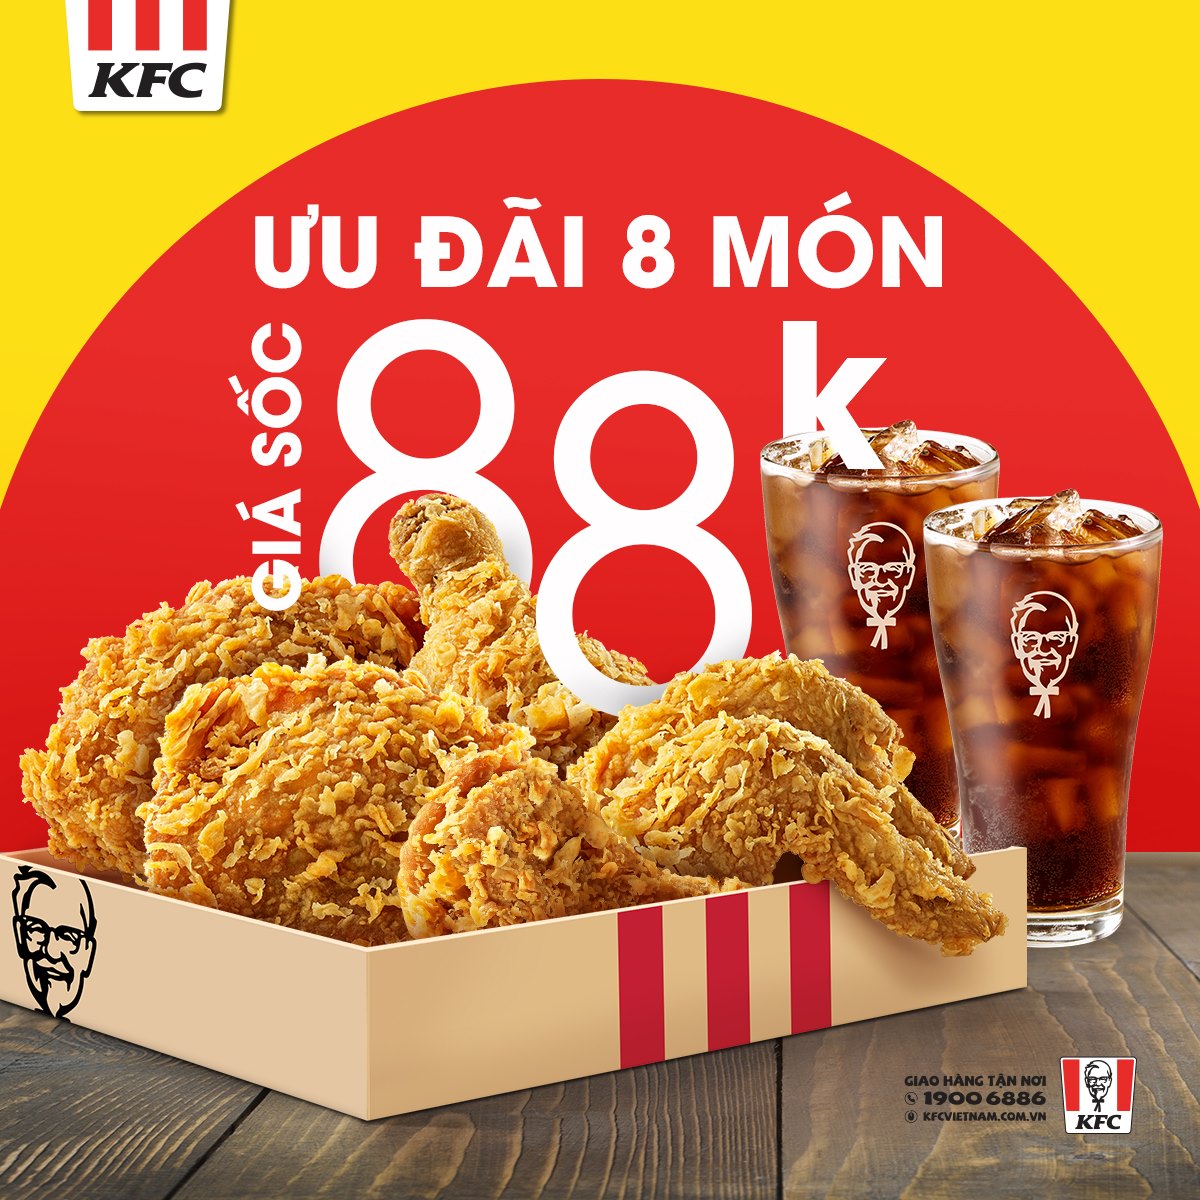 KFC
ƯU ĐÃI 8 MÓN
GIÁ SỐC
88k
GIAO HÀNG TẬN NƠI
1900 6886
KFCVIETNAM.COM.VN
KFC